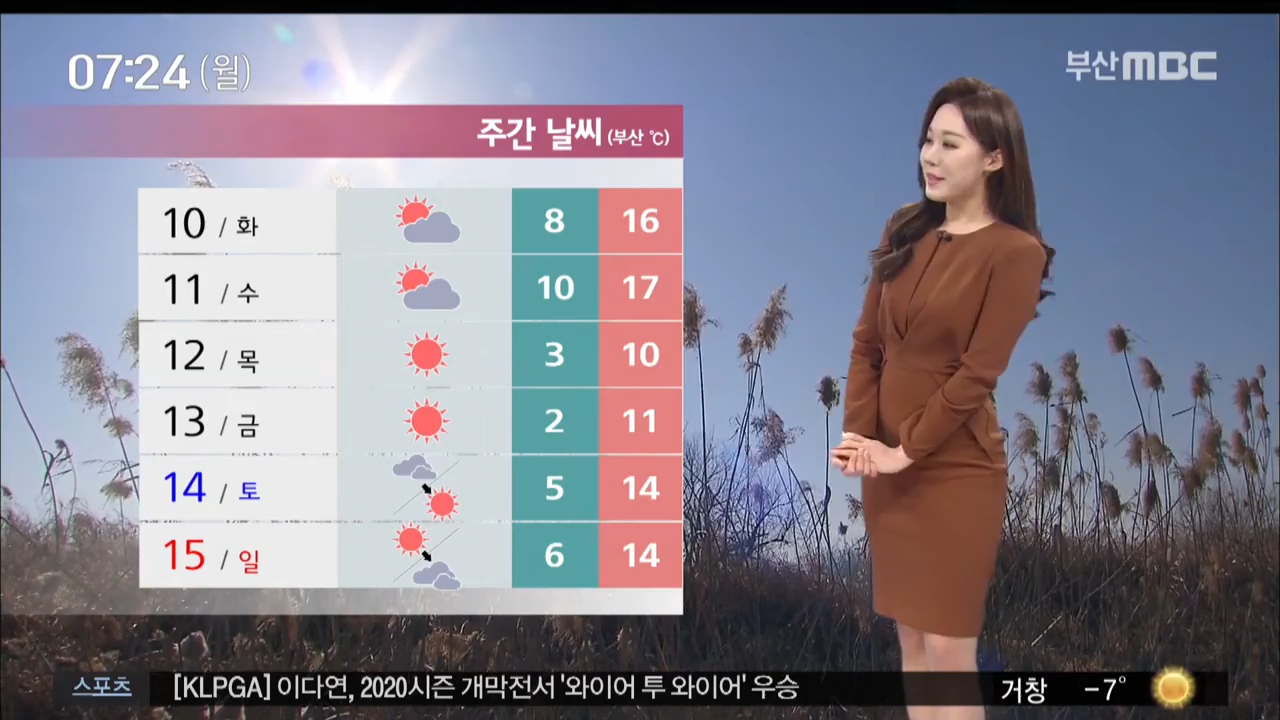 07:24 (월)
부산MBC
주간 날씨 (부산 ℃)
10 / 화 8 16
11 / 수 10 17
12 / 목 3 10
13 / 금 2 11
14 / 토 5 14
15 / 일 6 14
스포츠 [KLPGA] 이다연, 2020시즌 개막전서 '와이어 투 와이어' 우승 거창 -7°